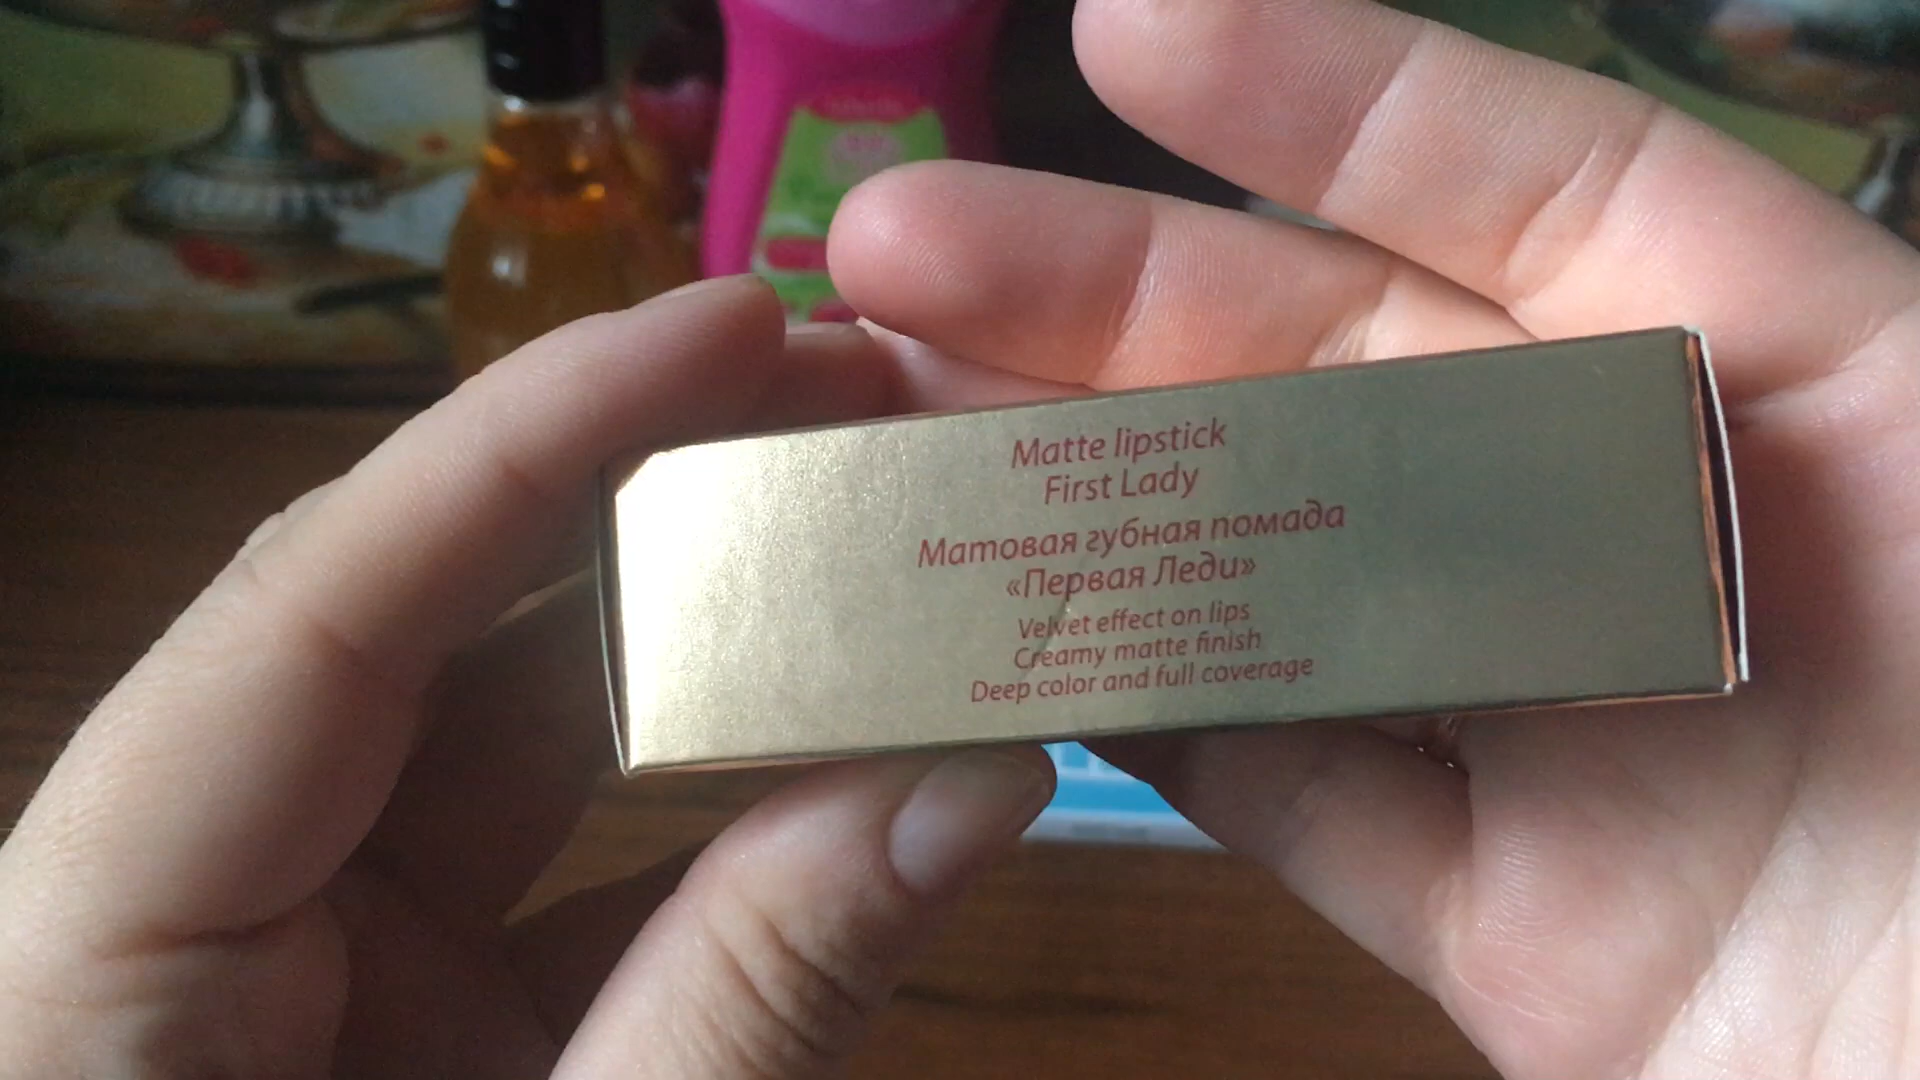 Matte lipstick
First Lady
Матовая губная помада
«Первая Леди»
Velvet effect on lips
Creamy matte finish
Deep color and full coverage